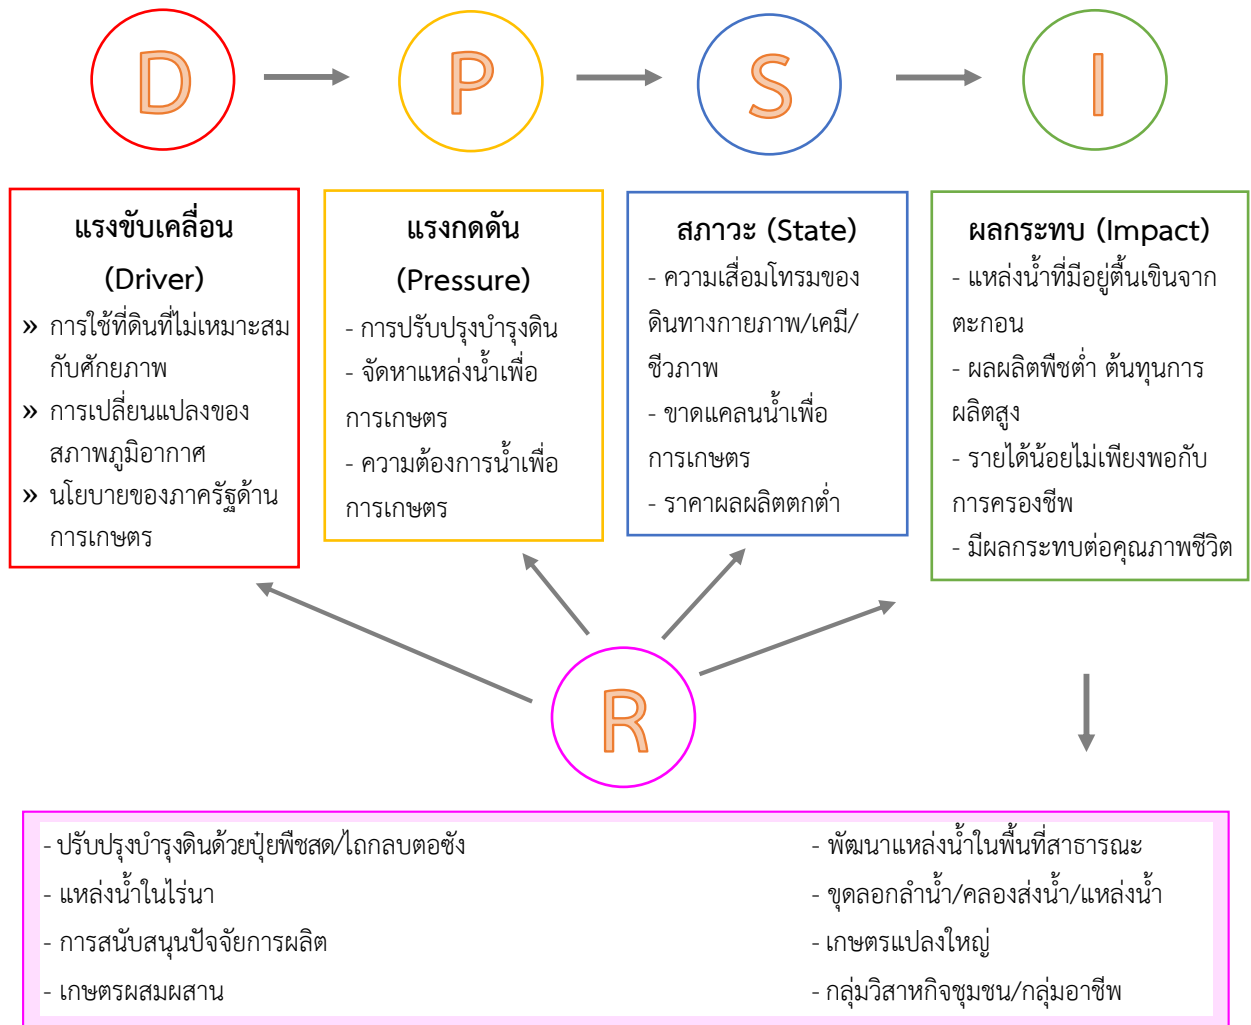 D
P
S
I
แรงขับเคลื่อน
(Driver)
» การใช้ที่ดินที่ไม่เหมาะสม
กับศักยภาพ
» การเปลี่ยนแปลงของ
สภาพภูมิอากาศ
» นโยบายของภาครัฐด้าน
การเกษตร
แรงกดดัน
(Pressure)
- การปรับปรุงบำรุงดิน
- จัดหาแหล่งน้ำเพื่อ
การเกษตร
- ความต้องการน้ำเพื่อ
การเกษตร
สภาวะ (State)
- ความเสื่อมโทรมของ
ดินทางกายภาพ/เคมี/
ชีวภาพ
- ขาดแคลนน้ำเพื่อ
การเกษตร
- ราคาผลผลิตตกต่ำ
ผลกระทบ (Impact)
- แหล่งน้ำที่มีอยู่ตื้นเขินจาก
ตะกอน
- ผลผลิตพืชต่ำ ต้นทุนการ
ผลิตสูง
- รายได้น้อยไม่เพียงพอกับ
การครองชีพ
- มีผลกระทบต่อคุณภาพชีวิต
R
- ปรับปรุงบำรุงดินด้วยปุ๋ยพืชสด/ไถกลบตอซัง
- แหล่งน้ำในไร่นา
- การสนับสนุนปัจจัยการผลิต
- เกษตรผสมผสาน
- พัฒนาแหล่งน้ำในพื้นที่สาธารณะ
- ขุดลอกลำน้ำ/คลองส่งน้ำ/แหล่งน้ำ
- เกษตรแปลงใหญ่
- กลุ่มวิสาหกิจชุมชน/กลุ่มอาชีพ